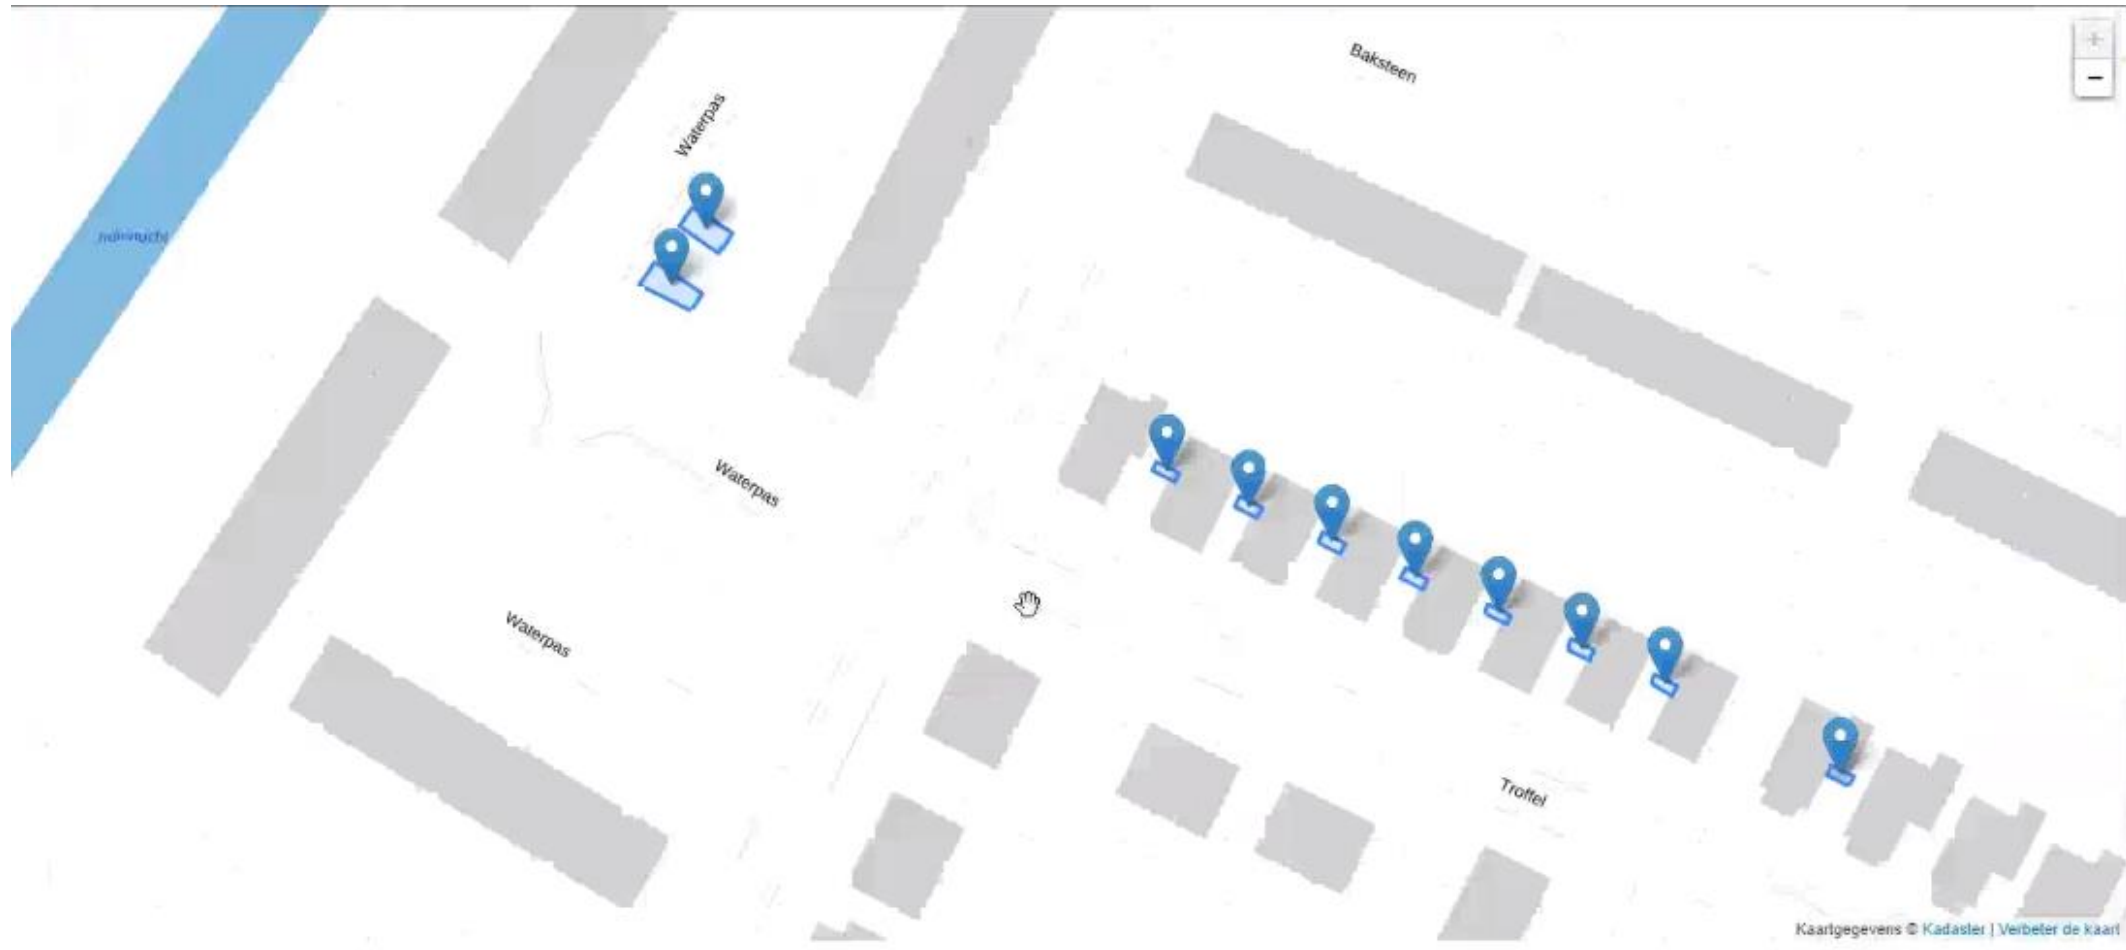 Baksteen
+
Waterpas
−
Waterpas
Waterpas
Troffel
Kaartgegevens © Kadaster | Verbeter de kaart